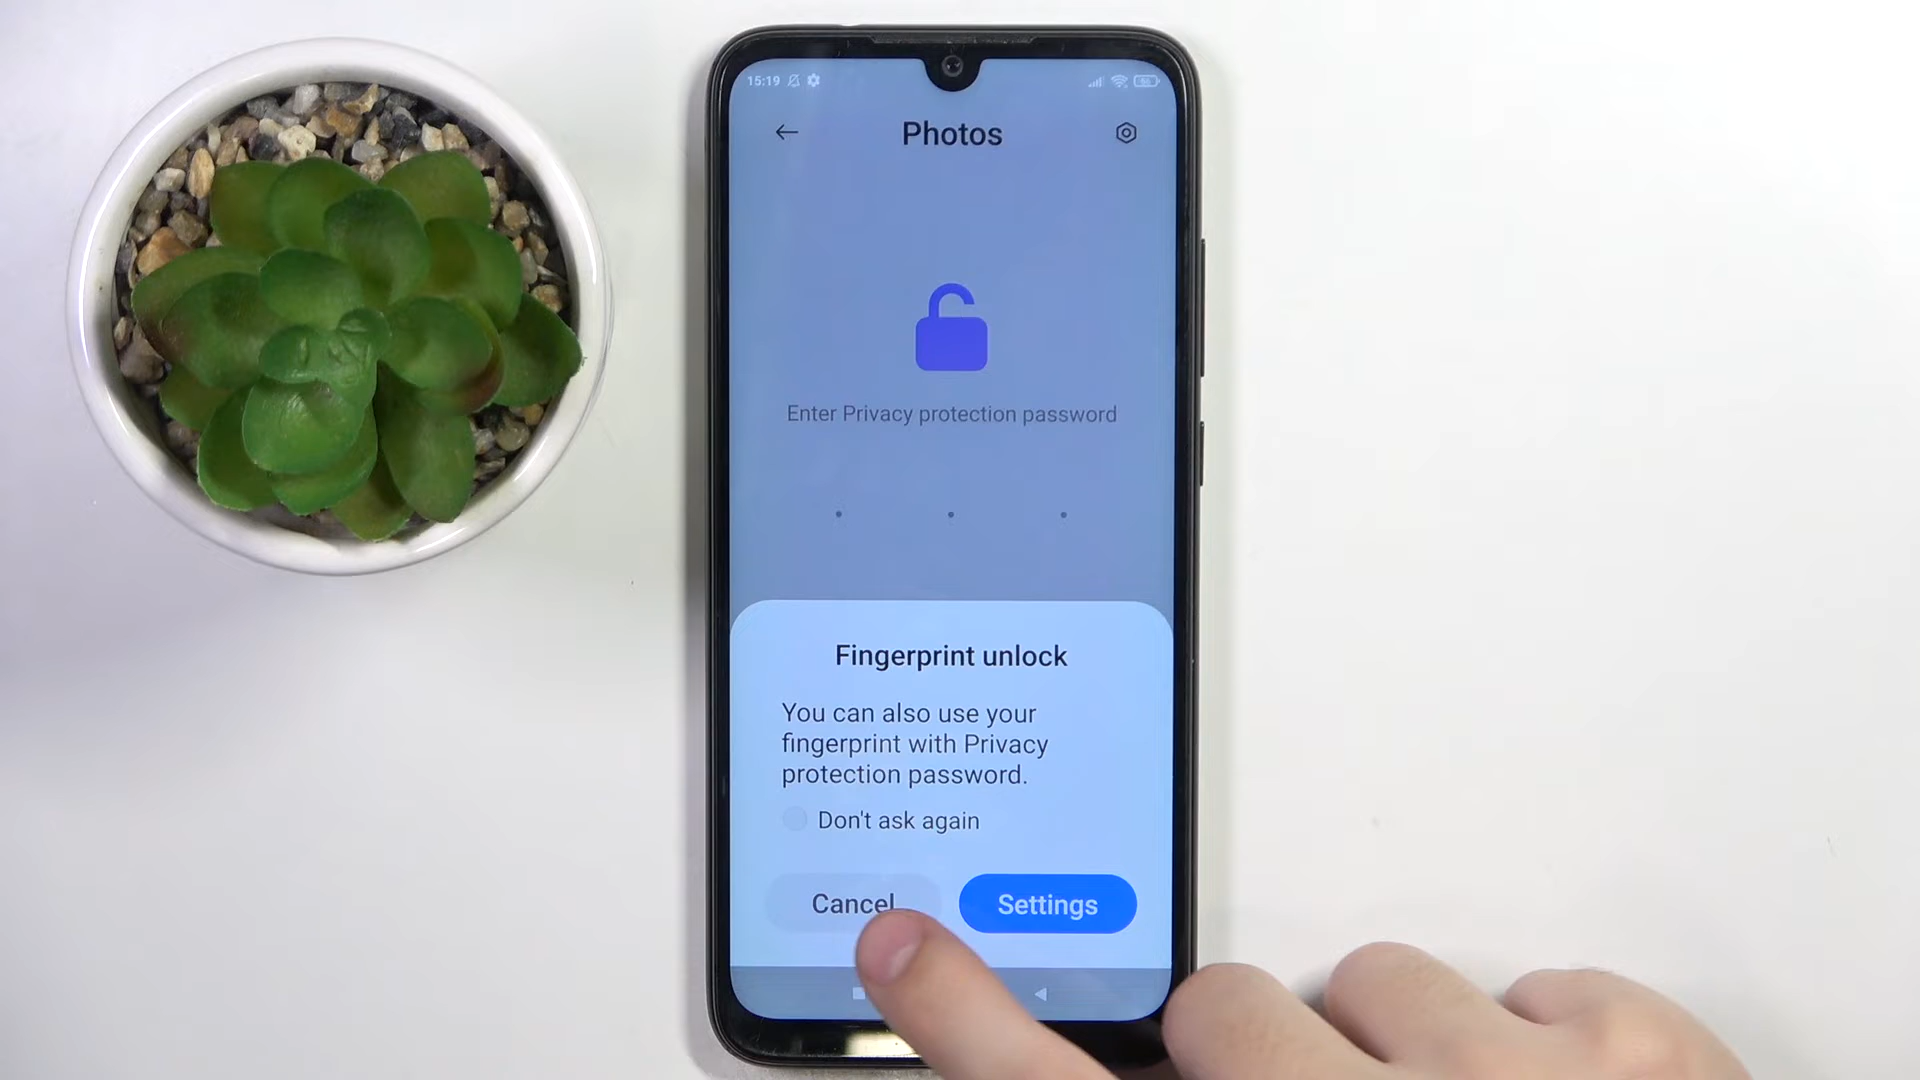 15:19
Photos
Enter Privacy protection password
Fingerprint unlock
You can also use your
fingerprint with Privacy
protection password.
Don't ask again
Cancel
Settings